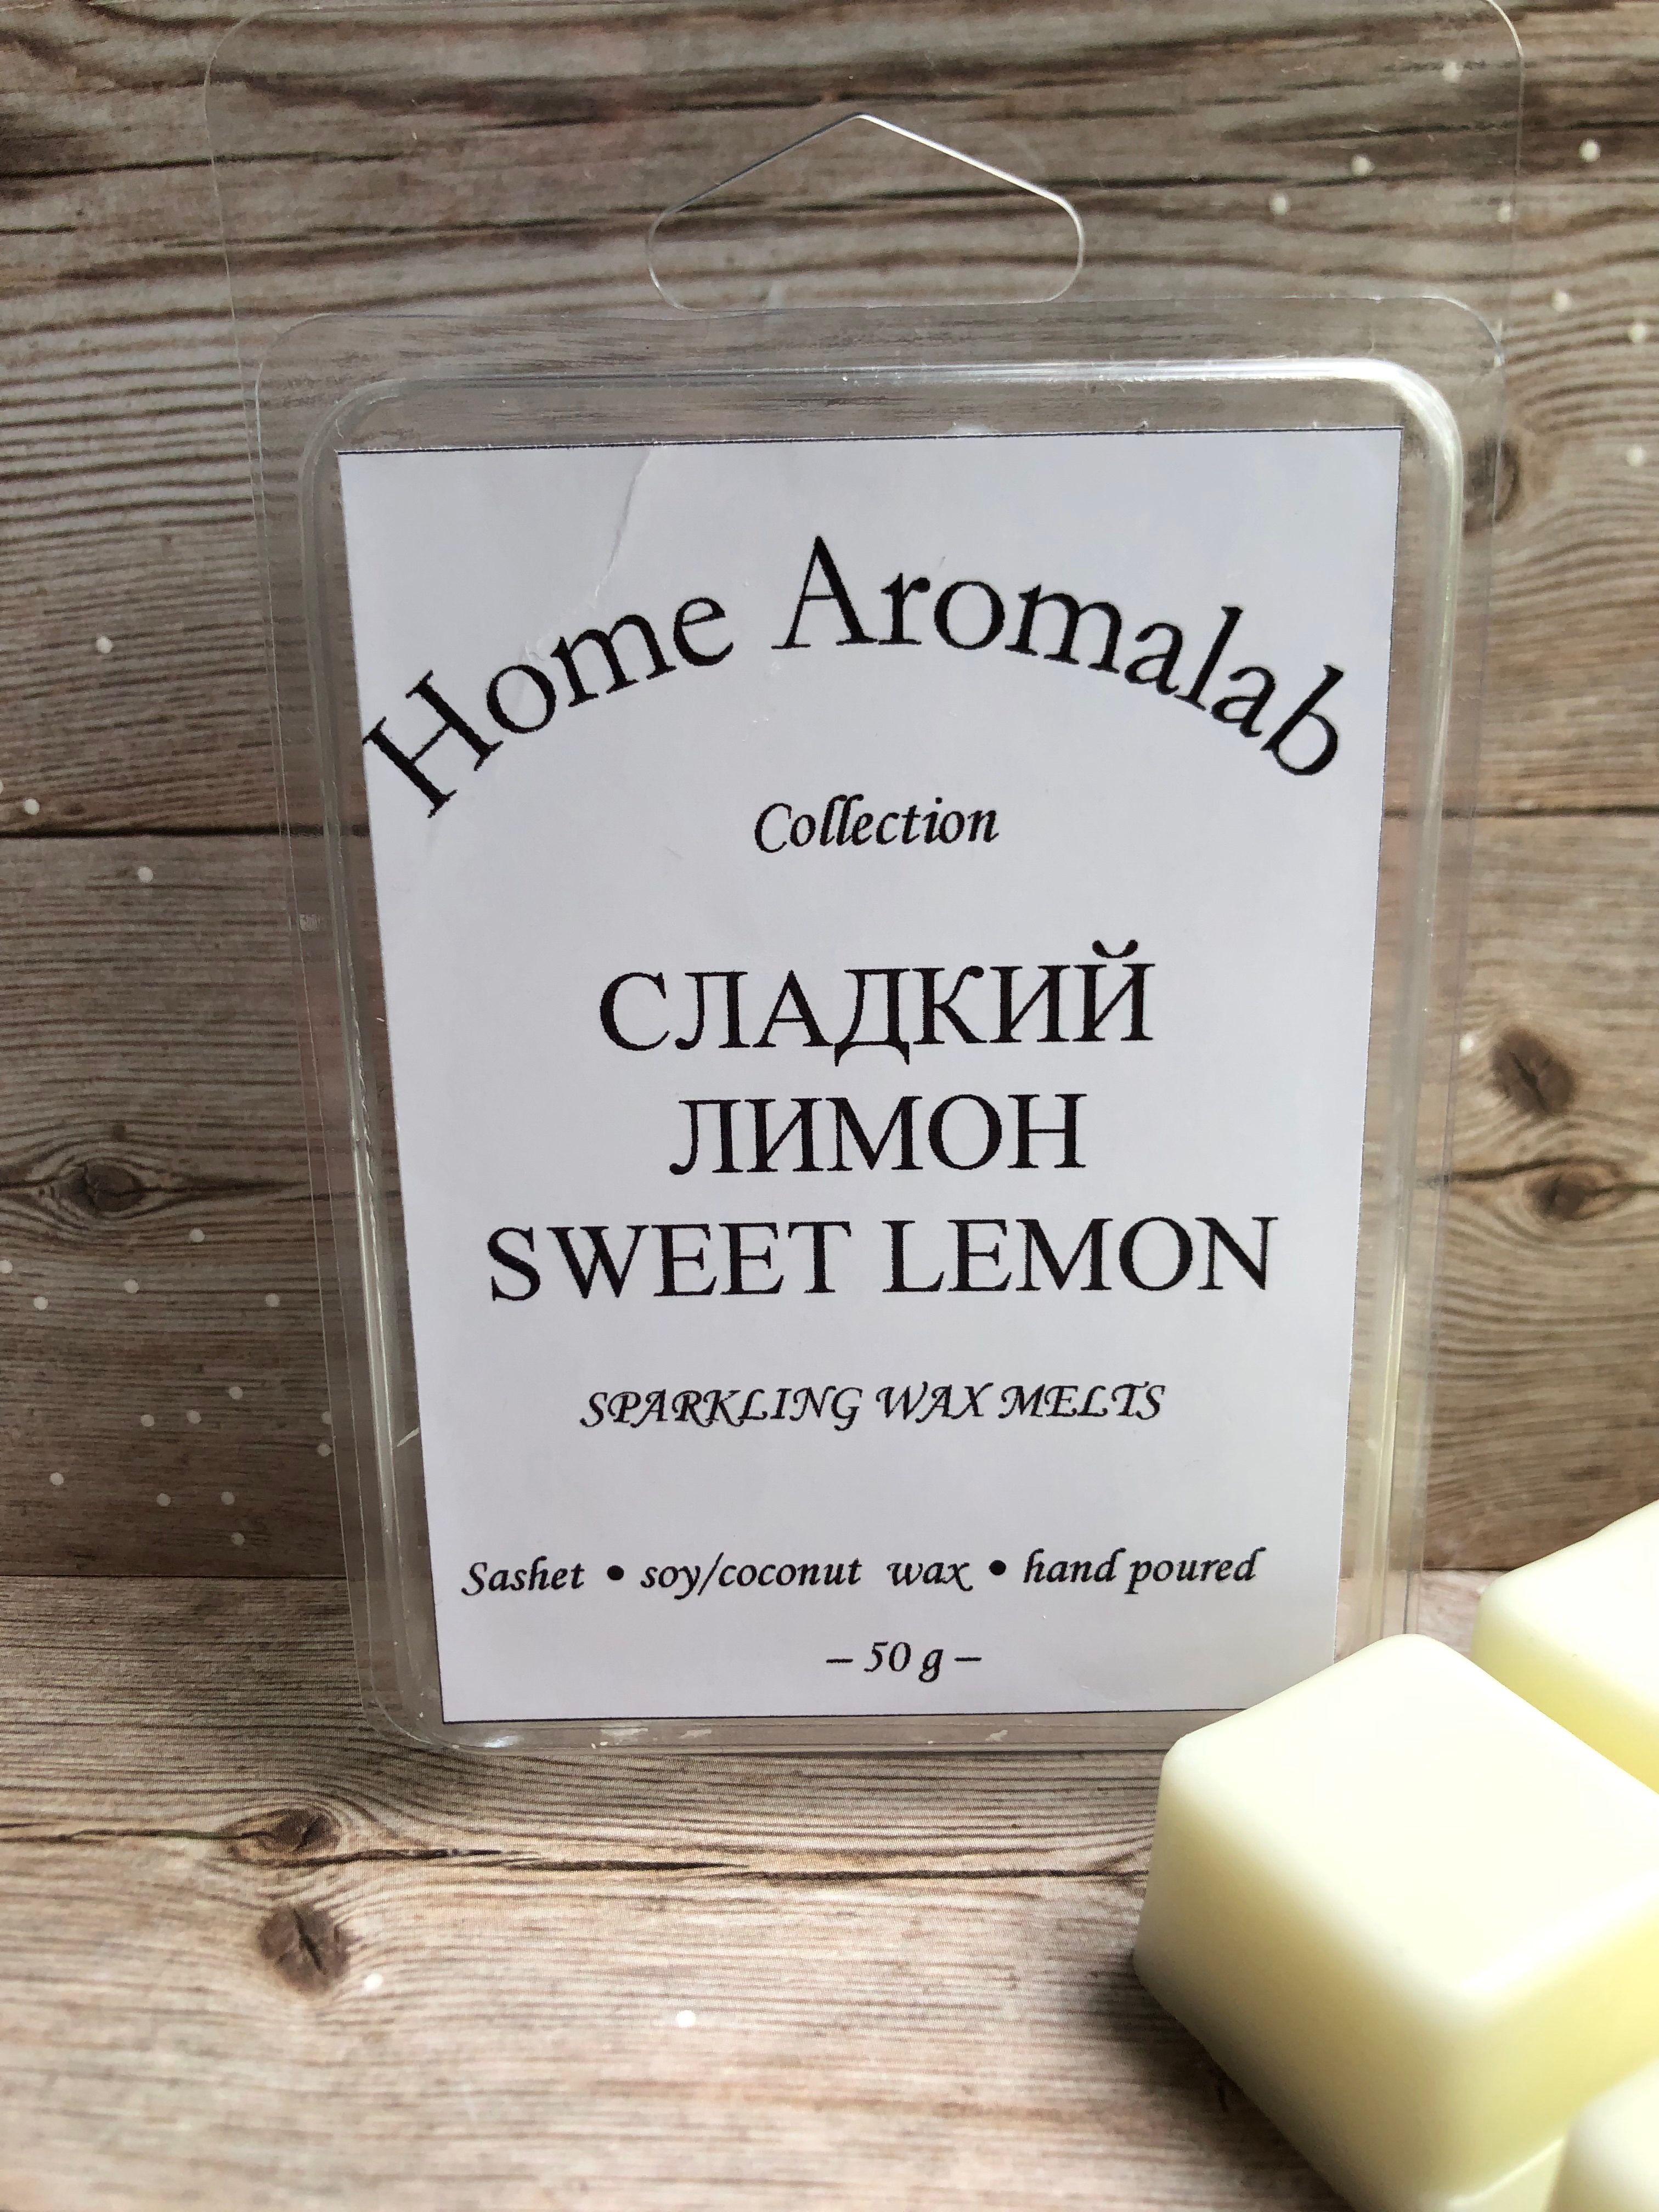 Home Aromalab
Collection
СЛАДКИЙ
ЛИМОН
SWEET LEMON
SPARKLING WAX MELTS
Sashet • soy/coconut wax • hand poured
– 50 g –